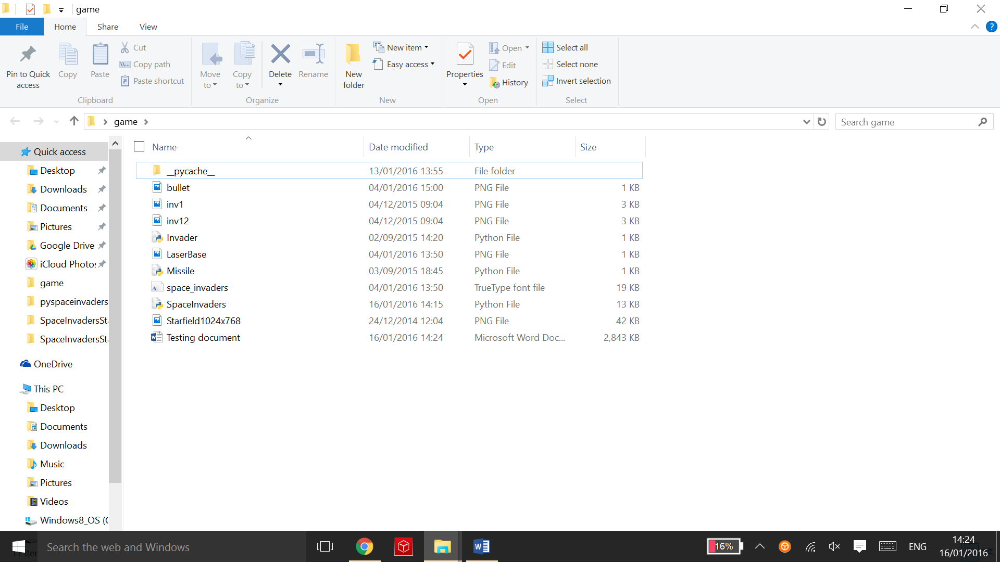 game
File Home Share View
Pin to Quick access
Copy
Paste
Cut
Copy path
Paste shortcut
Clipboard
Move to
Copy to
Delete
Rename
Organize
New folder
New item
Easy access
New
Properties
Open
Edit
History
Open
Select all
Select none
Invert selection
Select
game
Search game
Quick access
Desktop
Downloads
Documents
Pictures
Google Drive
iCloud Photos
game
pyspaceinvaders
SpaceInvadersSta
SpaceInvadersSta
OneDrive
This PC
Desktop
Documents
Downloads
Music
Pictures
Videos
Windows8_OS (C
Name Date modified Type Size
__pycache__ 13/01/2016 13:55 File folder
bullet 04/01/2016 15:00 PNG File 1 KB
inv1 04/12/2015 09:04 PNG File 3 KB
inv12 04/12/2015 09:04 PNG File 3 KB
Invader 02/09/2015 14:20 Python File 1 KB
LaserBase 04/01/2016 13:50 PNG File 1 KB
Missile 03/09/2015 18:45 Python File 1 KB
space_invaders 04/01/2016 13:50 TrueType font file 19 KB
SpaceInvaders 16/01/2016 14:15 Python File 13 KB
Starfield1024x768 24/12/2014 12:04 PNG File 42 KB
Testing document 16/01/2016 14:24 Microsoft Word Doc... 2,843 KB
Search the web and Windows
16%
ENG
14:24
16/01/2016